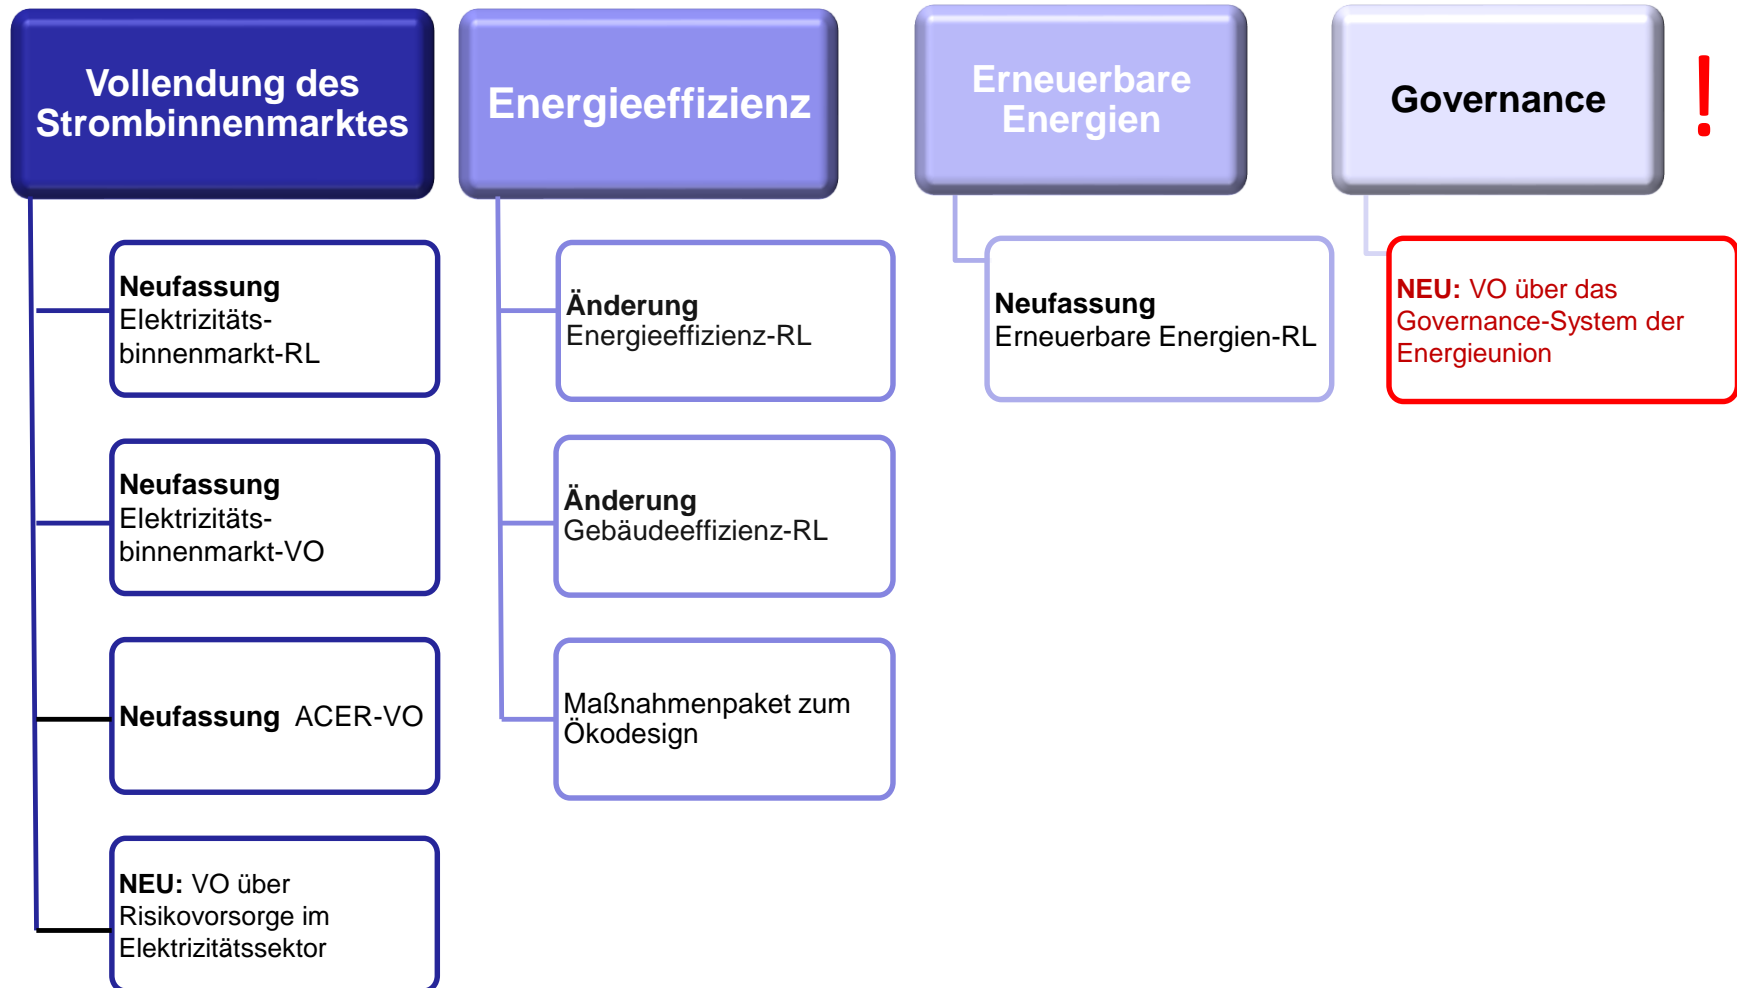 Vollendung des
Strombinnenmarktes
Neufassung
Elektrizitäts-
binnenmarkt-RL
Neufassung
Elektrizitäts-
binnenmarkt-VO
Neufassung ACER-VO
NEU: VO über
Risikovorsorge im
Elektrizitätssektor
Energieeffizienz
Änderung
Energieeffizienz-RL
Änderung
Gebäudeeffizienz-RL
Maßnahmenpaket zum
Ökodesign
Erneuerbare
Energien
Neufassung
Erneuerbare Energien-RL
Governance
!
NEU: VO über das
Governance-System der
Energieunion